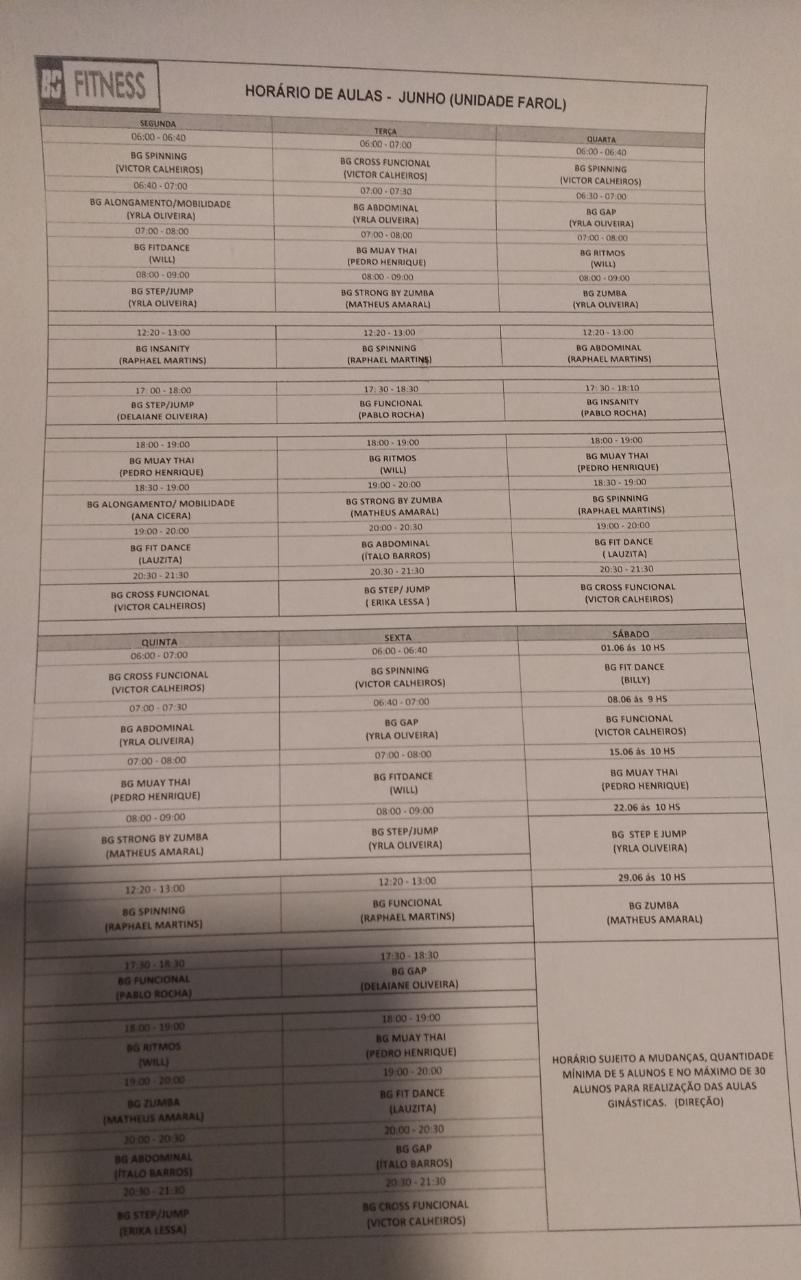 BG FITNESS
HORÁRIO DE AULAS - JUNHO (UNIDADE FAROL)
SEGUNDA
06:00 - 06:40
BG SPINNING
(VICTOR CALHEIROS)
06:40 - 07:00
BG ALONGAMENTO/MOBILIDADE
(YRLA OLIVEIRA)
07:00 - 08:00
BG FITDANCE
(WILL)
08:00 - 09:00
BG STEP/JUMP
(YRLA OLIVEIRA)
12:20 - 13:00
BG INSANITY
(RAPHAEL MARTINS)
17: 00 - 18:00
BG STEP/JUMP
(DELAIANE OLIVEIRA)
18:00 - 19:00
BG MUAY THAI
(PEDRO HENRIQUE)
18:30 - 19:00
BG ALONGAMENTO/ MOBILIDADE
(ANA CICERA)
19:00 - 20:00
BG FIT DANCE
(LAUZITA)
20:30 - 21:30
BG CROSS FUNCIONAL
(VICTOR CALHEIROS)
TERÇA
06:00 - 07:00
BG CROSS FUNCIONAL
(VICTOR CALHEIROS)
07:00 - 07:30
BG ABDOMINAL
(YRLA OLIVEIRA)
07:00 - 08:00
BG MUAY THAI
(PEDRO HENRIQUE)
08:00 - 09:00
BG STRONG BY ZUMBA
(MATHEUS AMARAL)
12:20 - 13:00
BG SPINNING
(RAPHAEL MARTINS)
17: 30 - 18:30
BG FUNCIONAL
(PABLO ROCHA)
18:00 - 19:00
BG RITMOS
(WILL)
19:00 - 20:00
BG STRONG BY ZUMBA
(MATHEUS AMARAL)
20:00 - 20:30
BG ABDOMINAL
(ÍTALO BARROS)
20:30 - 21:30
BG STEP/ JUMP
( ERIKA LESSA )
QUARTA
06:00 - 06:40
BG SPINNING
(VICTOR CALHEIROS)
06:30 - 07:00
BG GAP
(YRLA OLIVEIRA)
07:00 - 08:00
BG RITMOS
(WILL)
08:00 - 09:00
BG ZUMBA
(YRLA OLIVEIRA)
12:20 - 13:00
BG ABDOMINAL
(RAPHAEL MARTINS)
17: 30 - 18:10
BG INSANITY
(PABLO ROCHA)
18:00 - 19:00
BG MUAY THAI
(PEDRO HENRIQUE)
18:30 - 19:00
BG SPINNING
(RAPHAEL MARTINS)
19:00 - 20:00
BG FIT DANCE
( LAUZITA)
20:30 - 21:30
BG CROSS FUNCIONAL
(VICTOR CALHEIROS)
QUINTA
06:00 - 07:00
BG CROSS FUNCIONAL
(VICTOR CALHEIROS)
07:00 - 07:30
BG ABDOMINAL
(YRLA OLIVEIRA)
07:00 - 08:00
BG MUAY THAI
(PEDRO HENRIQUE)
08:00 - 09:00
BG STRONG BY ZUMBA
(MATHEUS AMARAL)
12:20 - 13:00
BG SPINNING
(RAPHAEL MARTINS)
17:30 - 18:30
BG FUNCIONAL
(PABLO ROCHA)
18:00 - 19:00
BG RITMOS
(WILL)
19:00 - 20:00
BG ZUMBA
(MATHEUS AMARAL)
20:00 - 20:30
BG ABDOMINAL
(ÍTALO BARROS)
20:30 - 21:30
BG STEP/JUMP
(ERIKA LESSA)
SEXTA
06:00 - 06:40
BG SPINNING
(VICTOR CALHEIROS)
06:40 - 07:00
BG GAP
(YRLA OLIVEIRA)
07:00 - 08:00
BG FITDANCE
(WILL)
08:00 - 09:00
BG STEP/JUMP
(YRLA OLIVEIRA)
12:20 - 13:00
BG FUNCIONAL
(RAPHAEL MARTINS)
17:30 - 18:30
BG GAP
(DELAIANE OLIVEIRA)
18:00 - 19:00
BG MUAY THAI
(PEDRO HENRIQUE)
19:00 - 20:00
BG FIT DANCE
(LAUZITA)
20:00 - 20:30
BG GAP
(ÍTALO BARROS)
20:30 - 21:30
BG CROSS FUNCIONAL
(VICTOR CALHEIROS)
SÁBADO
01.06 ás 10 HS
BG FIT DANCE
(BILLY)
08.06 ás 9 HS
BG FUNCIONAL
(VICTOR CALHEIROS)
15.06 ás 10 HS
BG MUAY THAI
(PEDRO HENRIQUE)
22.06 ás 10 HS
BG STEP E JUMP
(YRLA OLIVEIRA)
29.06 ás 10 HS
BG ZUMBA
(MATHEUS AMARAL)
HORÁRIO SUJEITO A MUDANÇAS, QUANTIDADE
MÍNIMA DE 5 ALUNOS E NO MÁXIMO DE 30
ALUNOS PARA REALIZAÇÃO DAS AULAS
GINÁSTICAS. (DIREÇÃO)